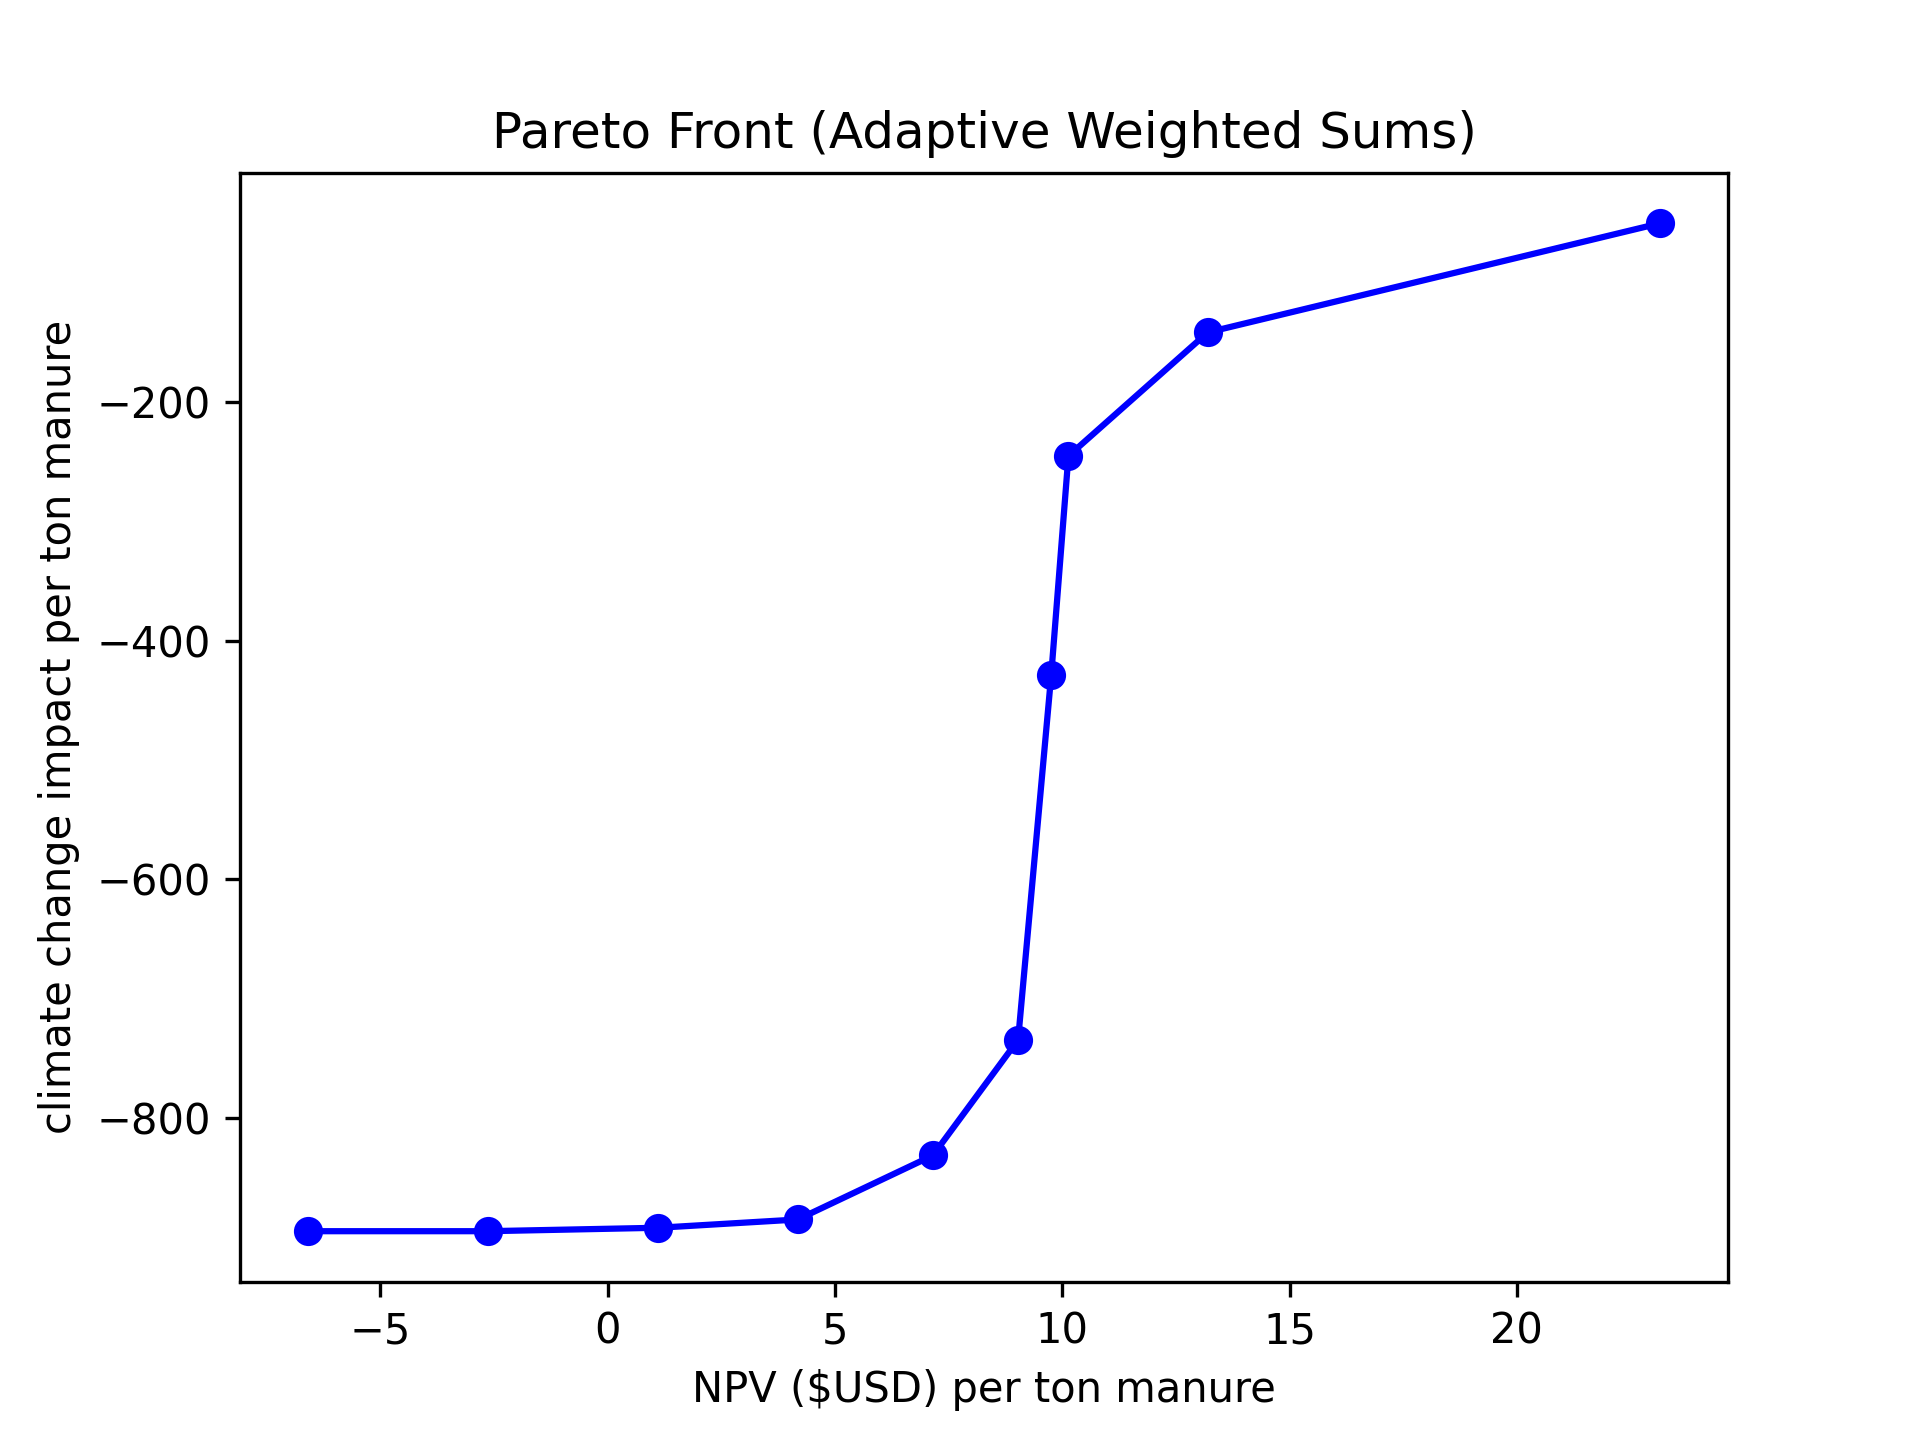 Pareto Front (Adaptive Weighted Sums)
climate change impact per ton manure
−200
−400
−600
−800
−5 0 5 10 15 20
NPV ($USD) per ton manure